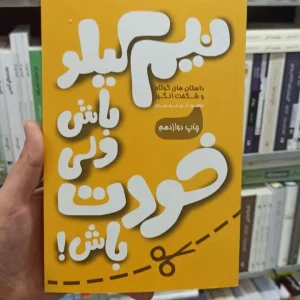 نیم کیلو
باش
ولی
خودت
باش!
داستان های کوتاه
و شگفت انگیز
چاپ دوازدهم